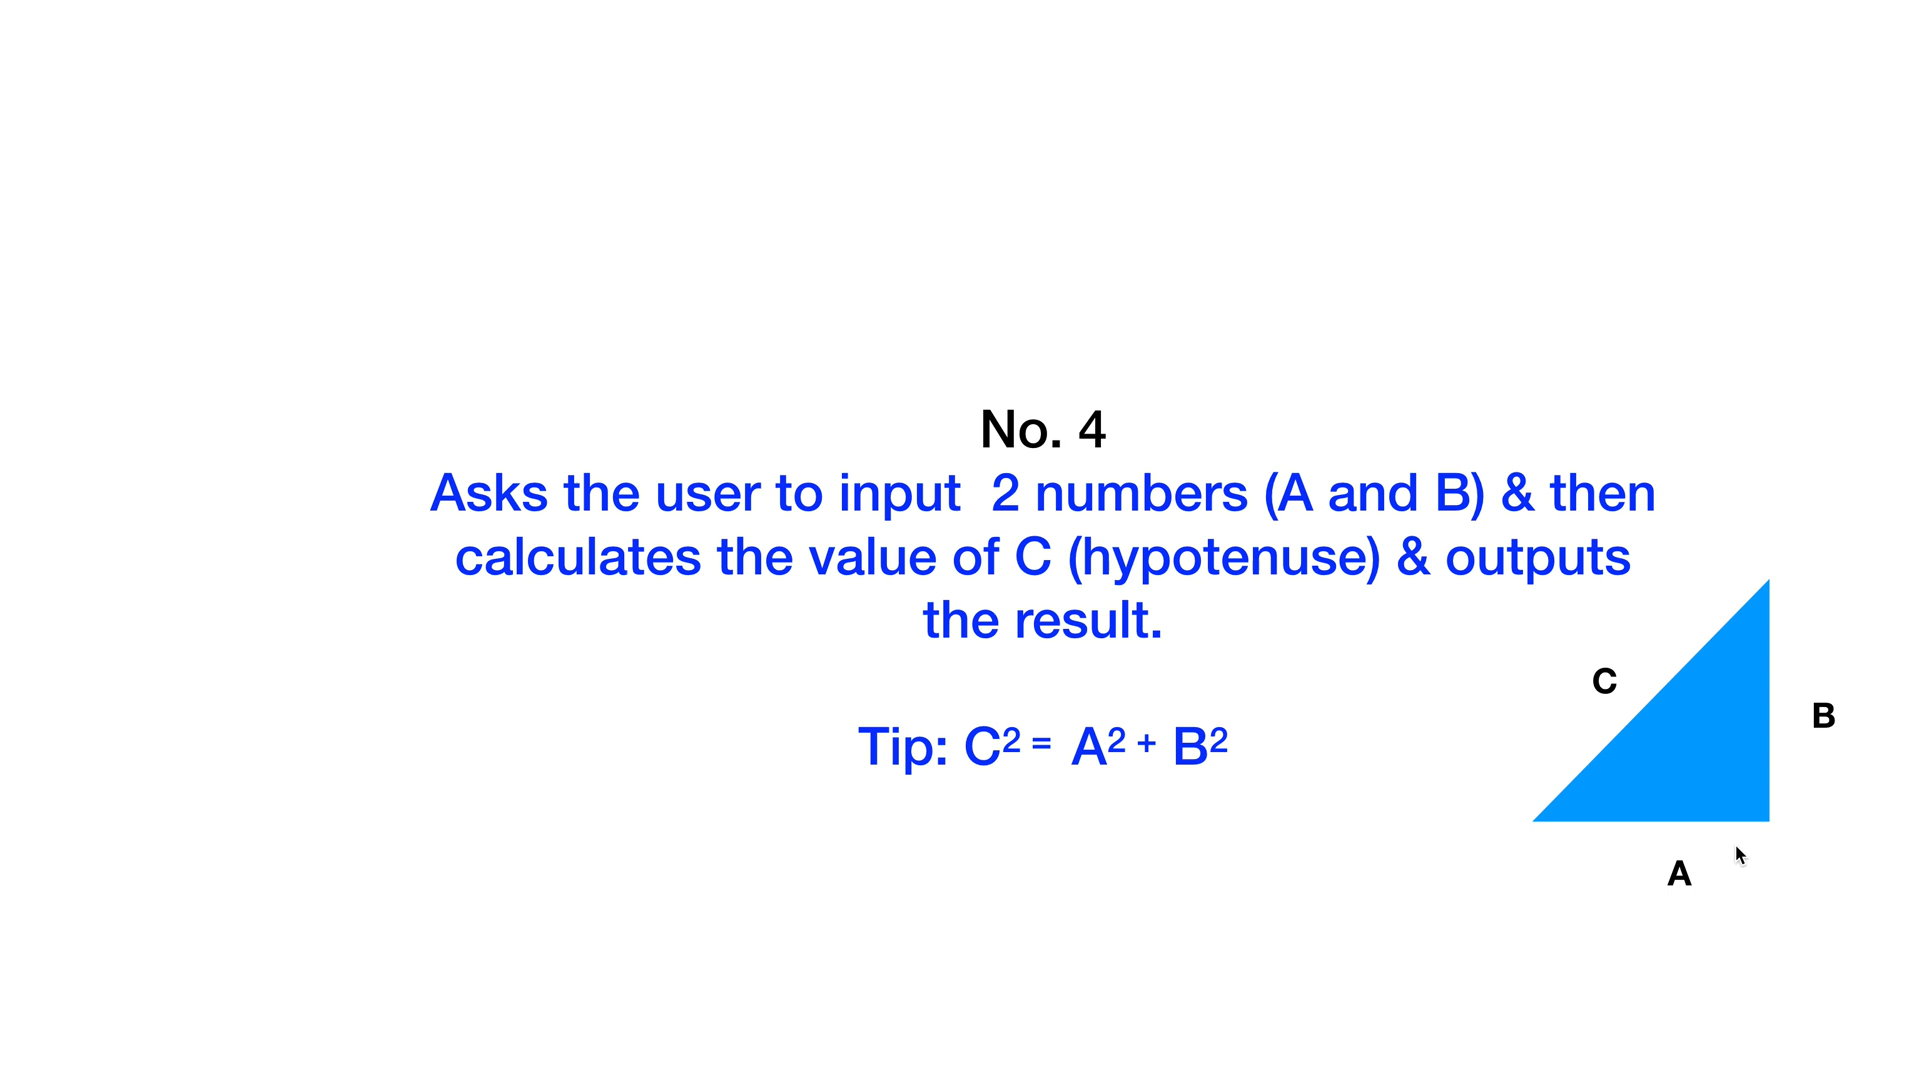 No. 4
Asks the user to input  2 numbers (A and B) & then
calculates the value of C (hypotenuse) & outputs
the result.
Tip: C² = A² + B²
C
B
A